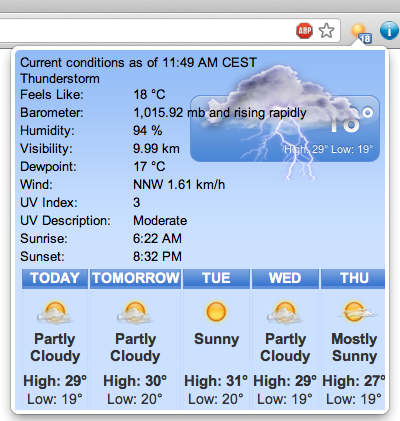 ABP
18
i
Current conditions as of 11:49 AM CEST
Thunderstorm
Feels Like: 18 °C
Barometer: 1,015.92 mb and rising rapidly
Humidity: 94 %
18°
Visibility: 9.99 km
High: 29° Low: 19°
Dewpoint: 17 °C
Wind: NNW 1.61 km/h
UV Index: 3
UV Description: Moderate
Sunrise: 6:22 AM
Sunset: 8:32 PM
TODAY TOMORROW TUE WED THU
Partly Cloudy Partly Cloudy Sunny Partly Cloudy Mostly Sunny
High: 29° High: 30° High: 31° High: 29° High: 27°
Low: 19° Low: 20° Low: 20° Low: 19° Low: 19°